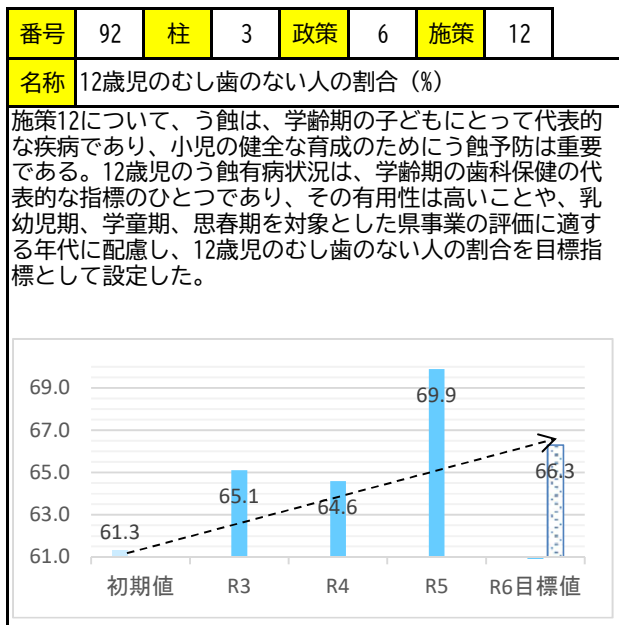 番号 92 柱 3 政策 6 施策 12
名称 12歳児のむし歯のない人の割合（%）
施策12について、う蝕は、学齢期の子どもにとって代表的
な疾病であり、小児の健全な育成のためにう蝕予防は重要
である。12歳児のう蝕有病状況は、学齢期の歯科保健の代
表的な指標のひとつであり、その有用性は高いことや、乳
幼児期、学童期、思春期を対象とした県事業の評価に適す
る年代に配慮し、12歳児のむし歯のない人の割合を目標指
標として設定した。
69.0
67.0
65.0
63.0
61.0
61.3
65.1
64.6
69.9
66.3
初期値 R3 R4 R5 R6目標値